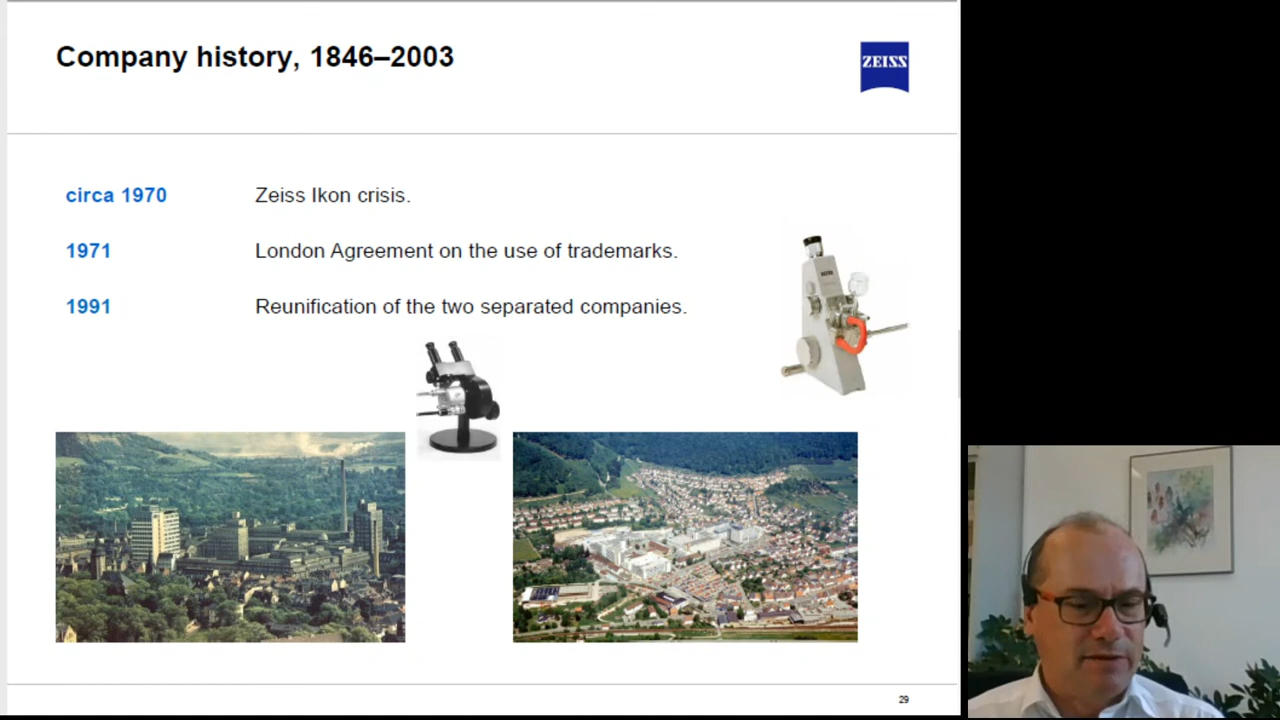 Company history, 1846–2003
ZEISS
circa 1970 Zeiss Ikon crisis.
1971 London Agreement on the use of trademarks.
1991 Reunification of the two separated companies.
29